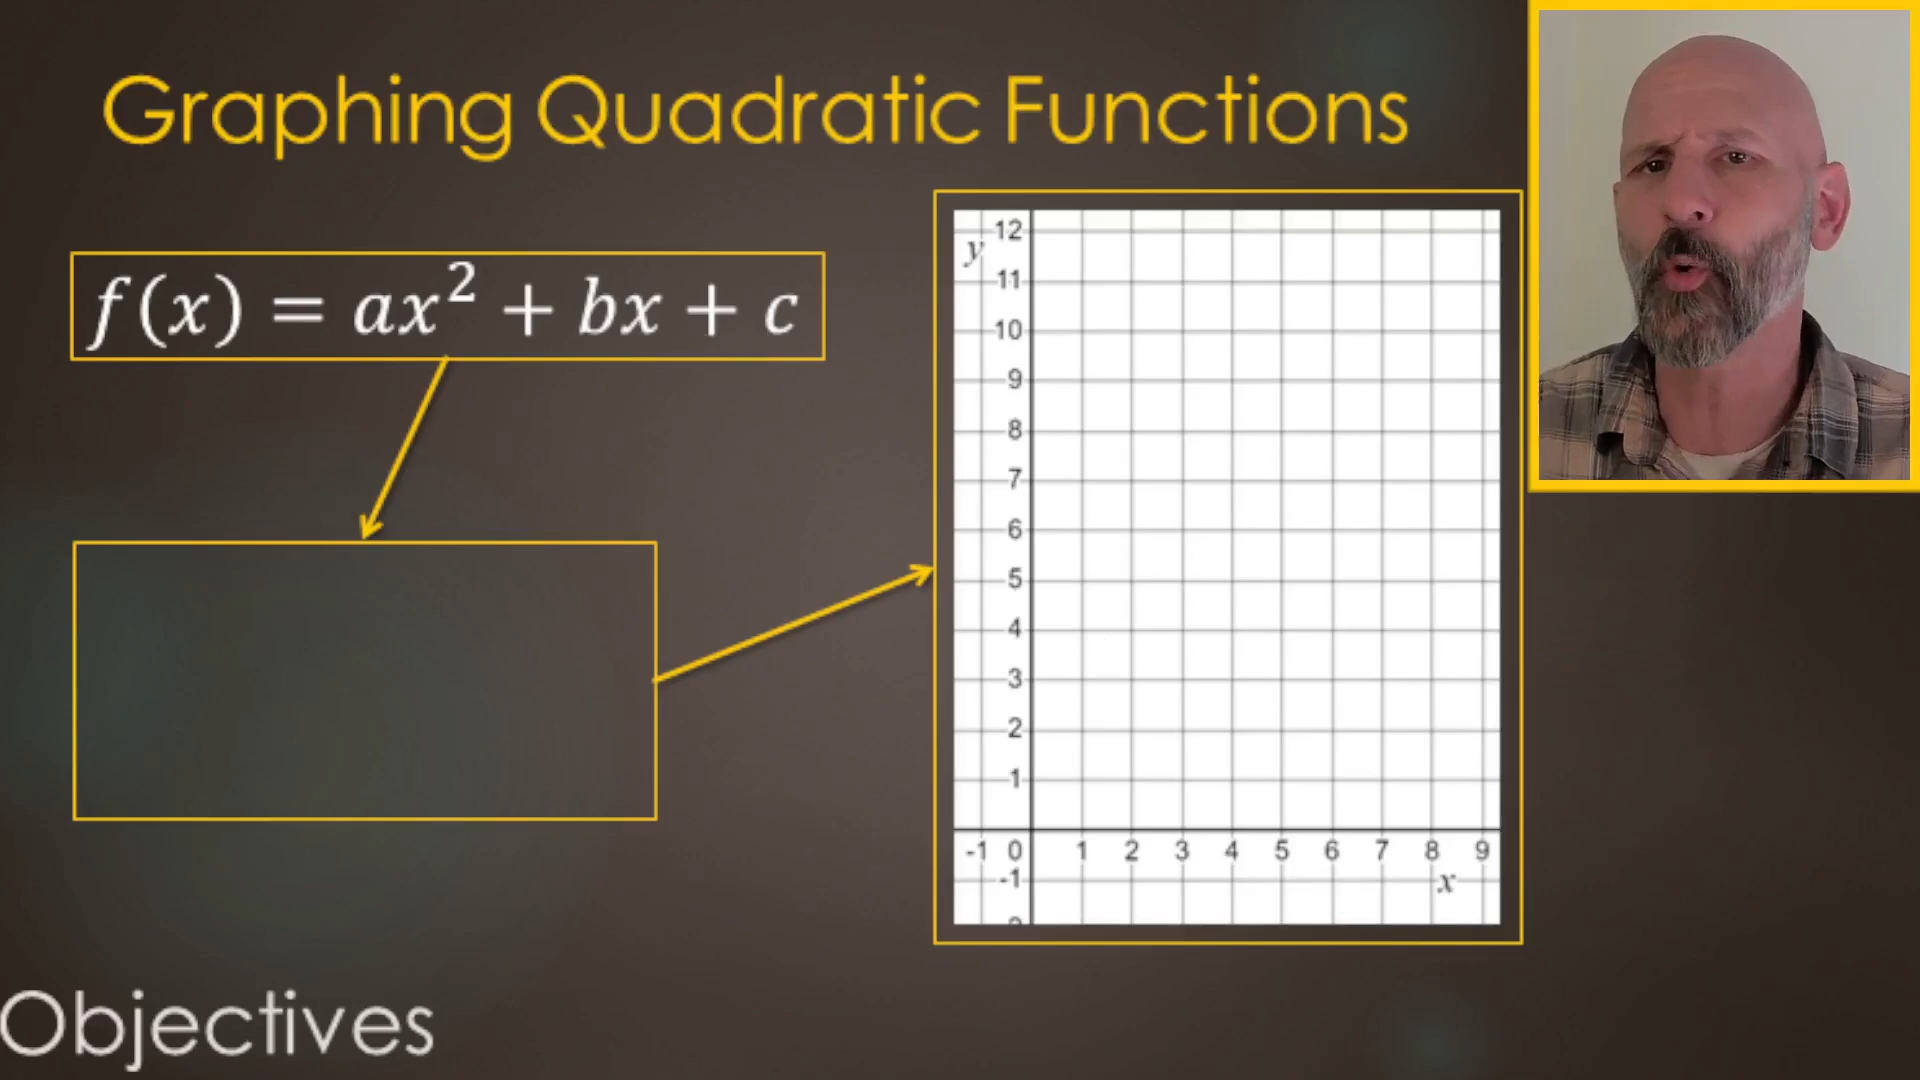 Graphing Quadratic Functions
f(x) = ax² + bx + c
y
12
11
10
9
8
7
6
5
4
3
2
1
-1 0 1 2 3 4 5 6 7 8 9
-1
x
Objectives